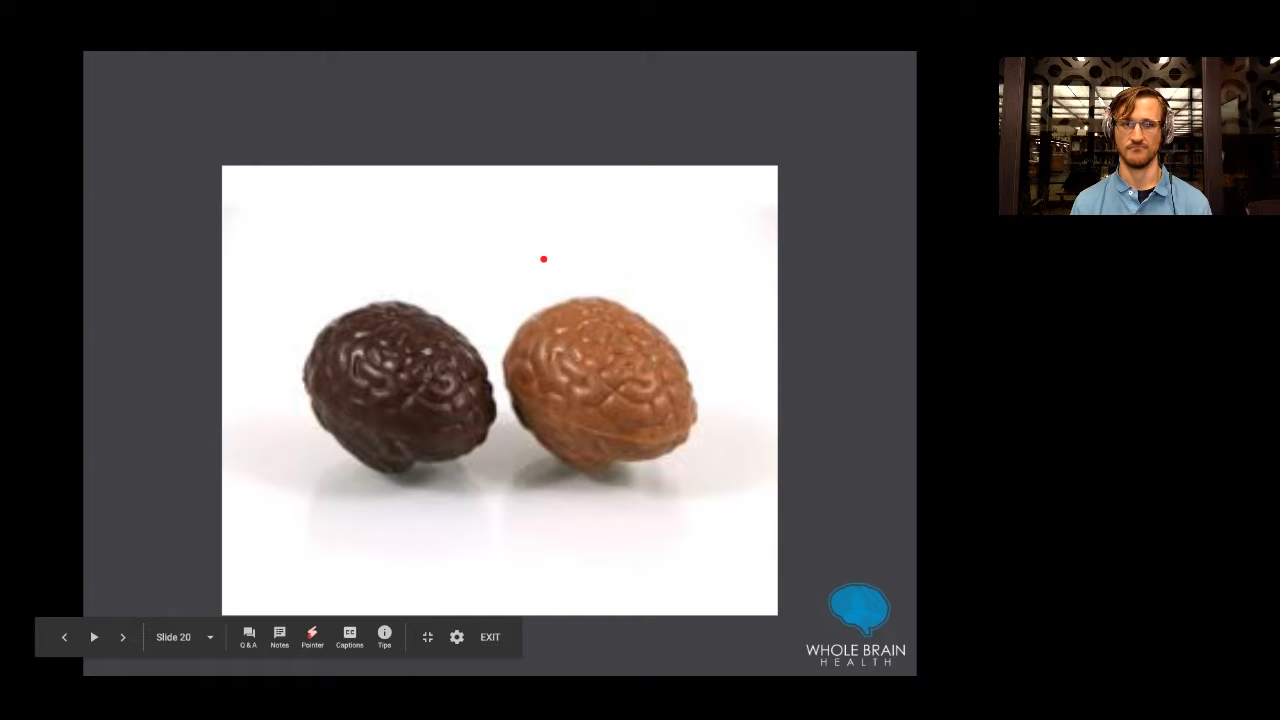 Slide 20
Q & A
Notes
Pointer
Captions
Tips
EXIT
WHOLE BRAIN
HEALTH